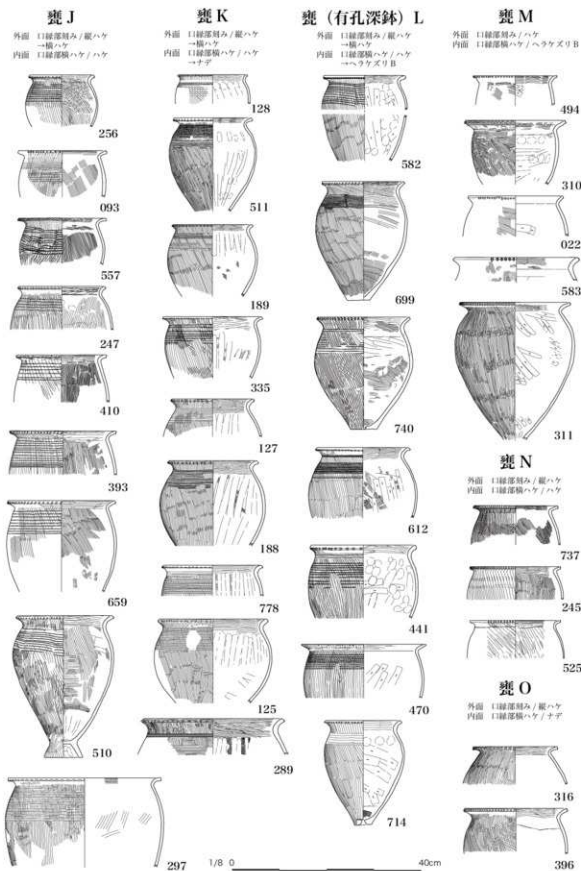 甕 J
外面 口縁部刻み/縦ハケ
→横ハケ
内面 口縁部横ハケ/ハケ
256
093
557
247
410
393
659
510
297
甕 K
外面 口縁部刻み/縦ハケ
→横ハケ
内面 口縁部横ハケ/ハケ
→ナデ
128
511
189
335
127
188
778
125
289
甕(有孔深鉢)L
外面 口縁部刻み/縦ハケ
→横ハケ
内面 口縁部横ハケ/ハケ
→ヘラケズリB
582
699
740
612
441
470
714
甕 M
外面 口縁部刻み/ハケ
内面 口縁部横ハケ/ヘラケズリB
494
310
022
583
311
甕 N
外面 口縁部刻み/縦ハケ
内面 口縁部横ハケ/ハケ
737
245
525
甕 O
外面 口縁部刻み/縦ハケ
内面 口縁部横ハケ/ナデ
316
396
1/8 0 40cm